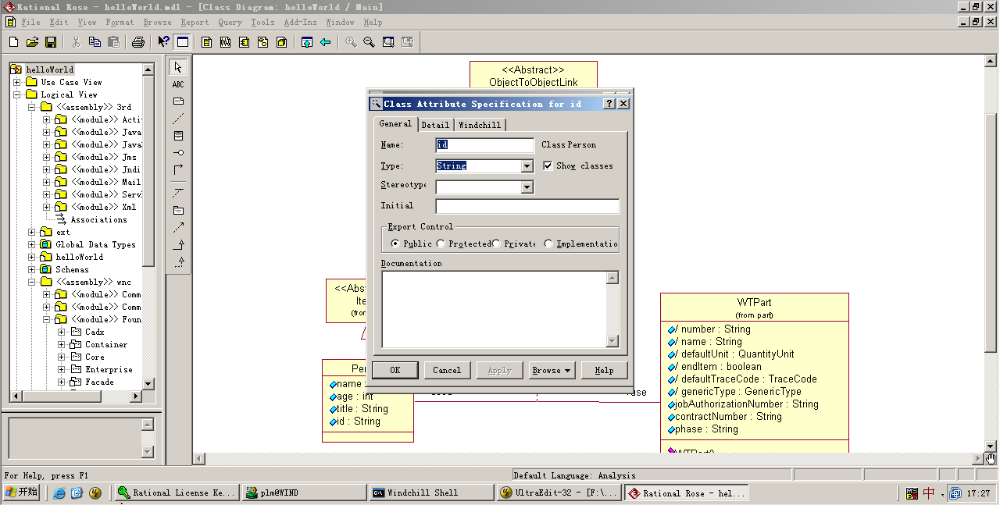 Rational Rose - helloWorld.mdl - [Class Diagram: helloWorld / Main]
File Edit View Format Browse Report Query Tools Add-Ins Window Help
ABC
helloWorld
Use Case View
Logical View
<<assembly>> 3rd
<<module>> Acti
<<module>> Java
<<module>> Java
<<module>> Jms
<<module>> Jndi
<<module>> Mail
<<module>> Serv
<<module>> Xml
Associations
ext
Global Data Types
helloWorld
Schemas
<<assembly>> wnc
<<module>> Comm
<<module>> Comm
<<module>> Foun
Cadx
Container
Core
Enterprise
Facade
<<Abstract>>
ObjectToObjectLink
Class Attribute Specification for id
General Detail Windchill
Name: id Class Person
Type: String Show classes
Stereotype
Initial
Export Control
Public Protected Private Implementatio
Documentation
OK Cancel Apply Browse Help
<<Abs
Ite
(fror
Per
name
age : int
title : String
id : String
WTPart
(from part)
/ number : String
/ name : String
/ defaultUnit : QuantityUnit
/ endItem : boolean
/ defaultTraceCode : TraceCode
/ genericType : GenericType
jobAuthorizationNumber : String
contractNumber : String
phase : String
WTPart()
For Help, press F1
Default Language: Analysis
开始
Rational License Ke...
plm@WIND
Windchill Shell
UltraEdit-32 - [F:\...
Rational Rose - hel...
中
17:27